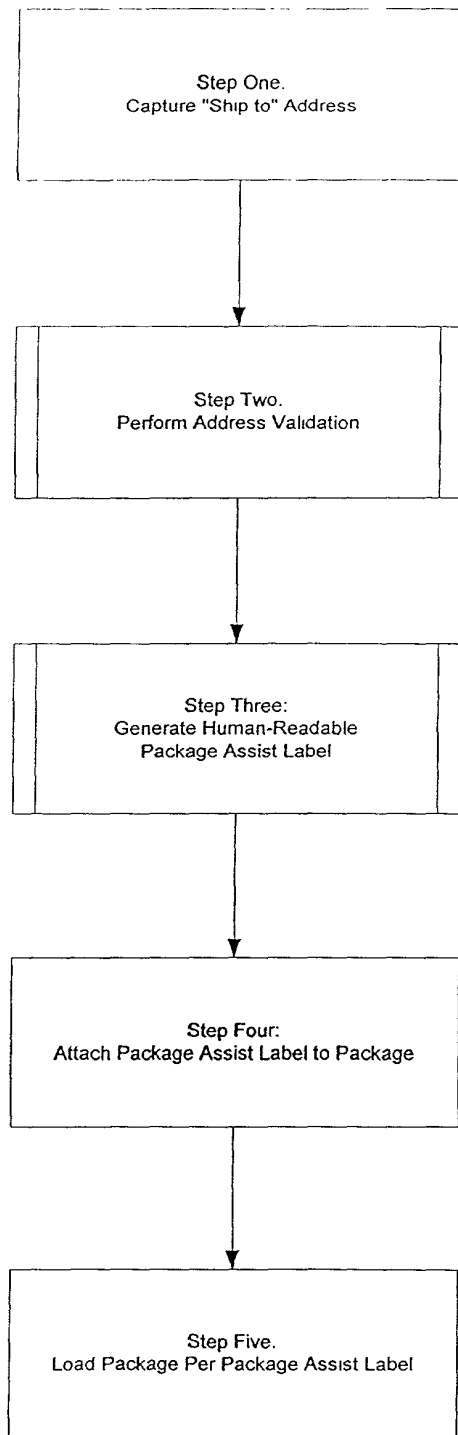 Step One.
Capture "Ship to" Address
Step Two.
Perform Address Validation
Step Three:
Generate Human-Readable
Package Assist Label
Step Four:
Attach Package Assist Label to Package
Step Five.
Load Package Per Package Assist Label